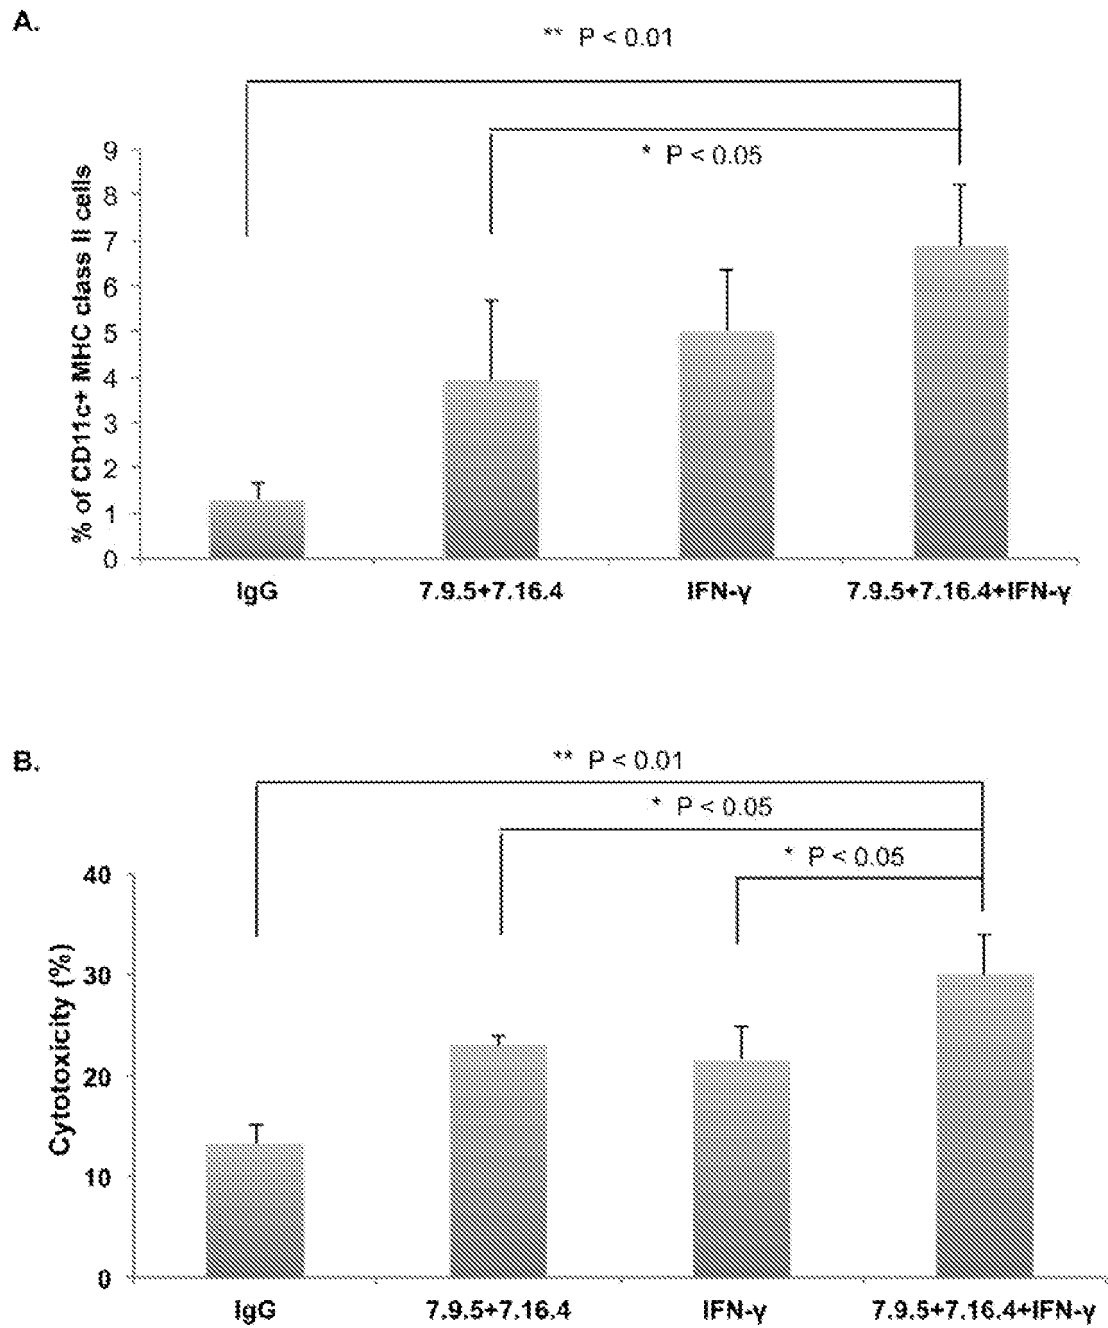 A.
** P < 0.01
* P < 0.05
9
8
7
6
5
4
3
2
1
0
% of CD11c+ MHC class II cells
IgG 7.9.5+7.16.4 IFN-γ 7.9.5+7.16.4+IFN-γ
B.
** P < 0.01
* P < 0.05
* P < 0.05
40
30
20
10
0
Cytotoxicity (%)
IgG 7.9.5+7.16.4 IFN-γ 7.9.5+7.16.4+IFN-γ